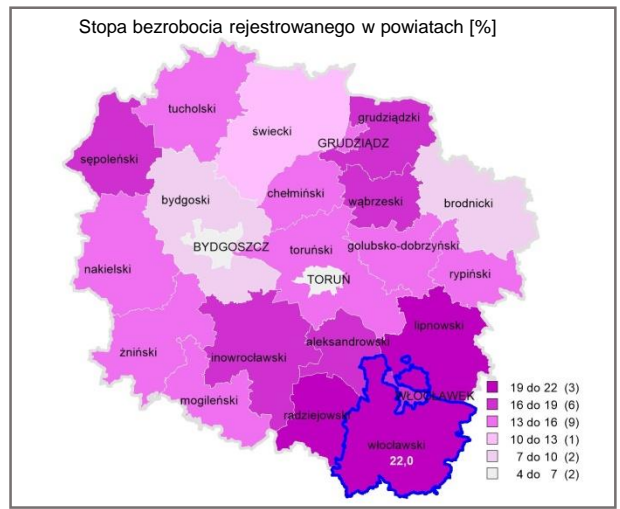 Stopa bezrobocia rejestrowanego w powiatach [%]
tucholski
grudziądzki
świecki
GRUDZIĄDZ
sępoleński
chełmiński
wąbrzeski
bydgoski
brodnicki
BYDGOSZCZ
toruński
golubsko-dobrzyński
nakielski
TORUŃ
rypiński
lipnowski
aleksandrowski
żniński
inowrocławski
19 do 22 (3)
WŁOCŁAWEK
16 do 19 (6)
mogileński
radziejowski
13 do 16 (9)
10 do 13 (1)
włocławski
7 do 10 (2)
22,0
4 do 7 (2)